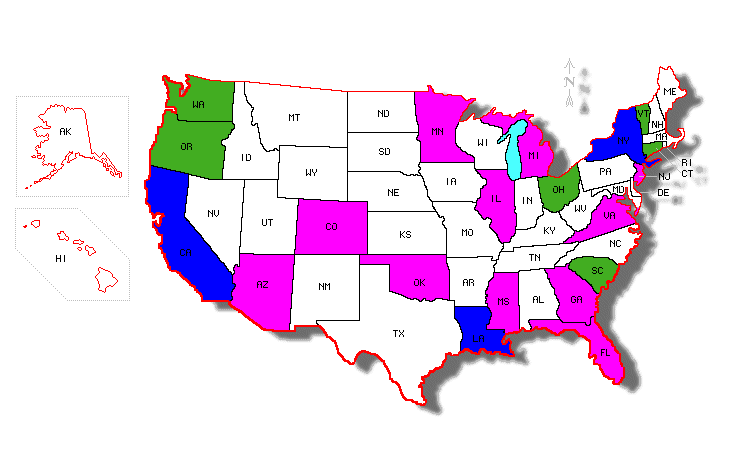 N
ME
WA
VT
MT
ND
NH
AK
MN
MA
OR
NY
WI
SD
MI
ID
RI
PA
WY
CT
NJ
IA
OH
MD
NE
DE
IL
IN
NV
WV
VA
UT
CO
KY
MO
KS
NC
CA
HI
TN
SC
OK
AZ
AR
NM
MS
AL
GA
TX
LA
FL